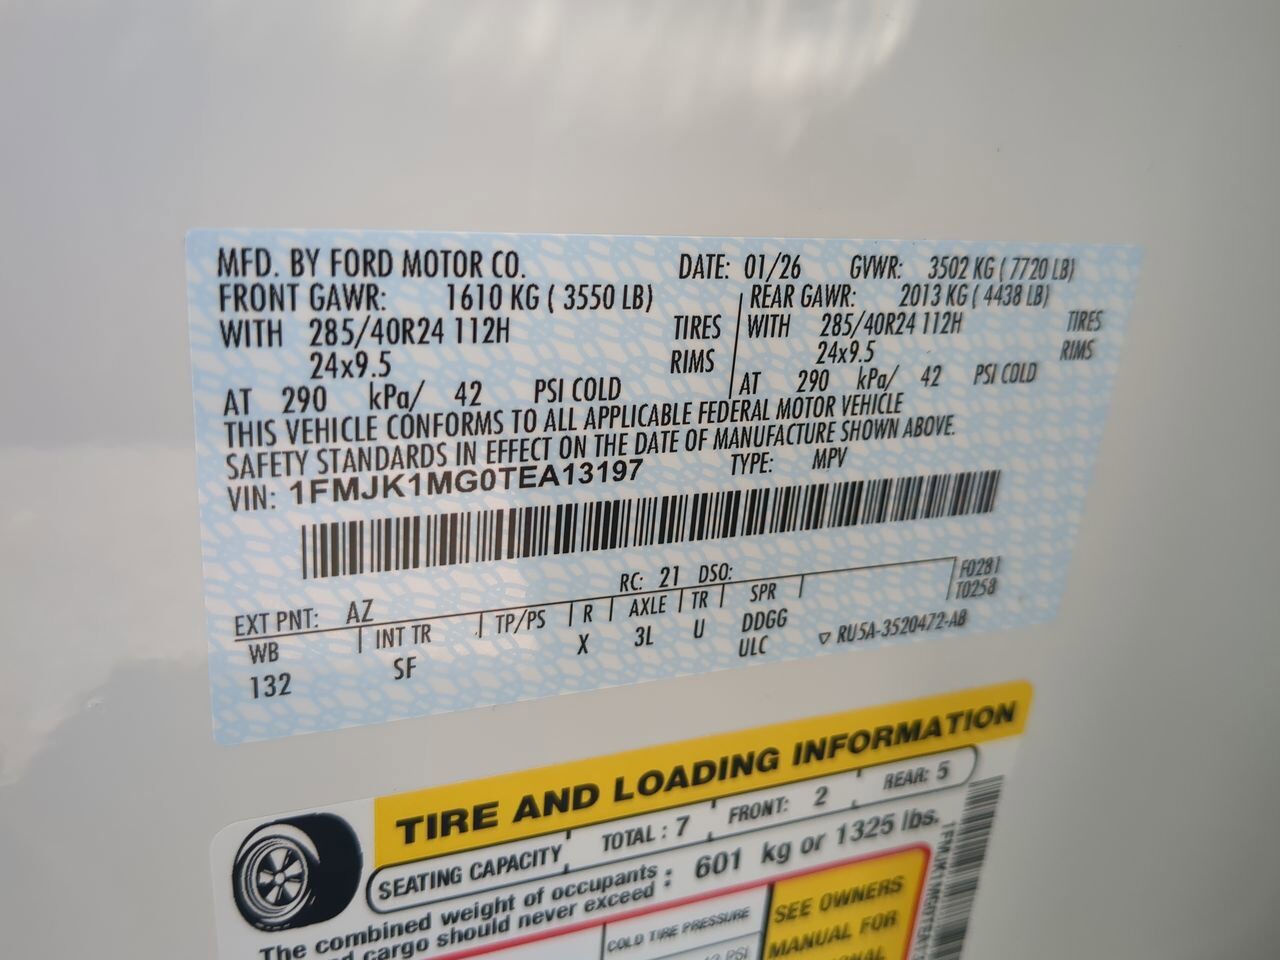 MFD. BY FORD MOTOR CO. DATE: 01/26 GVWR: 3502 KG ( 7720 LB)
FRONT GAWR: 1610 KG ( 3550 LB) REAR GAWR: 2013 KG ( 4438 LB)
WITH 285/40R24 112H TIRES WITH 285/40R24 112H TIRES
24x9.5 RIMS 24x9.5 RIMS
AT 290 kPa/ 42 PSI COLD AT 290 kPa/ 42 PSI COLD
THIS VEHICLE CONFORMS TO ALL APPLICABLE FEDERAL MOTOR VEHICLE
SAFETY STANDARDS IN EFFECT ON THE DATE OF MANUFACTURE SHOWN ABOVE.
VIN: 1FMJK1MG0TEA13197 TYPE: MPV
EXT PNT: AZ RC: 21 DSO: F0281
WB INT TR TP/PS R AXLE TR SPR T0258
132 SF X 3L U DDGG
ULC ▽ RU5A-3520472-AB
TIRE AND LOADING INFORMATION
SEATING CAPACITY TOTAL : 7 FRONT: 2 REAR: 5
The combined weight of occupants : 601 kg or 1325 lbs.
cargo should never exceed :
COLD TIRE PRESSURE
SEE OWNERS
MANUAL FOR